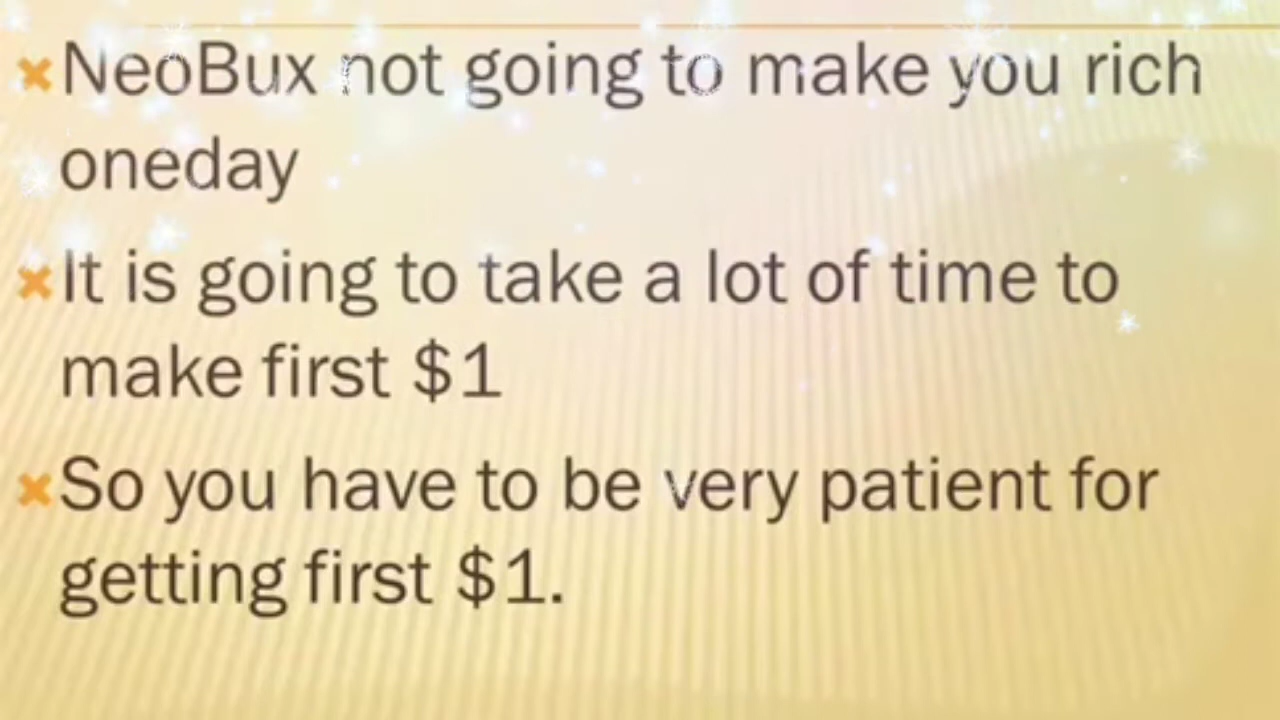 NeoBux not going to make you rich
oneday
It is going to take a lot of time to
make first $1
So you have to be very patient for
getting first $1.